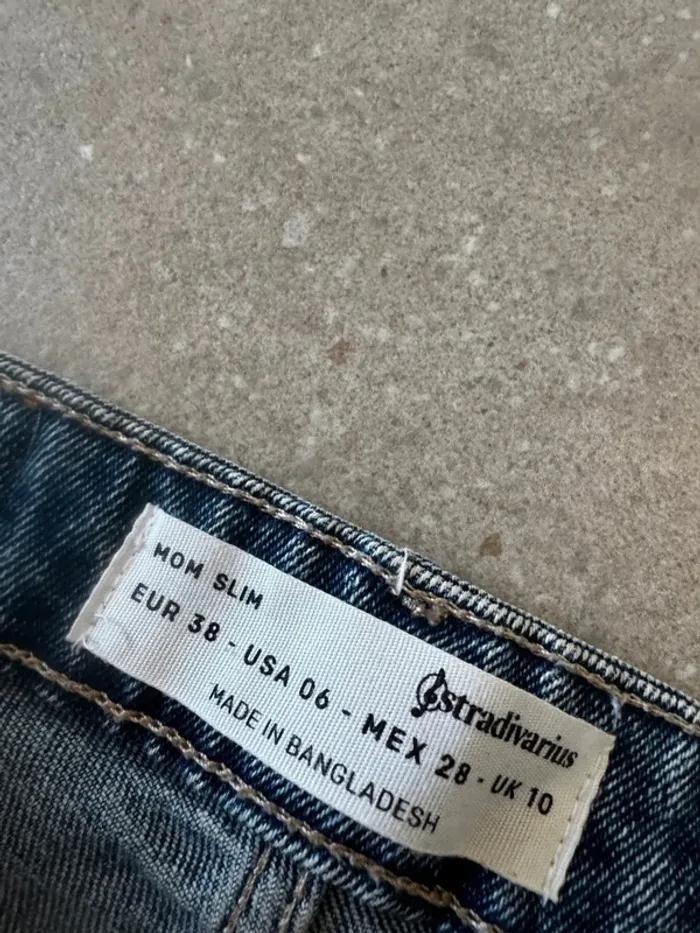 MOM SLIM
stradivarius
EUR 38 - USA 06 - MEX 28 - UK 10
MADE IN BANGLADESH